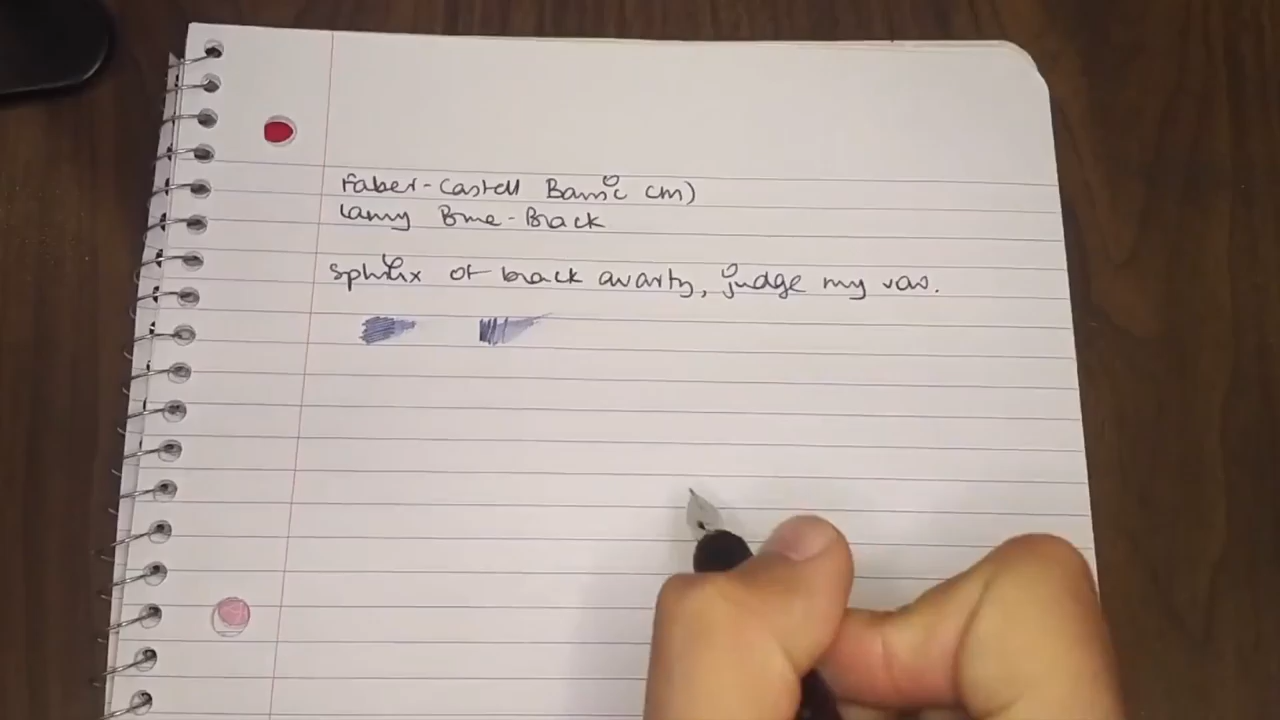 Faber-Castell Basic (m)
Lamy Blue-Black
Sphinx of black quartz, judge my vow.